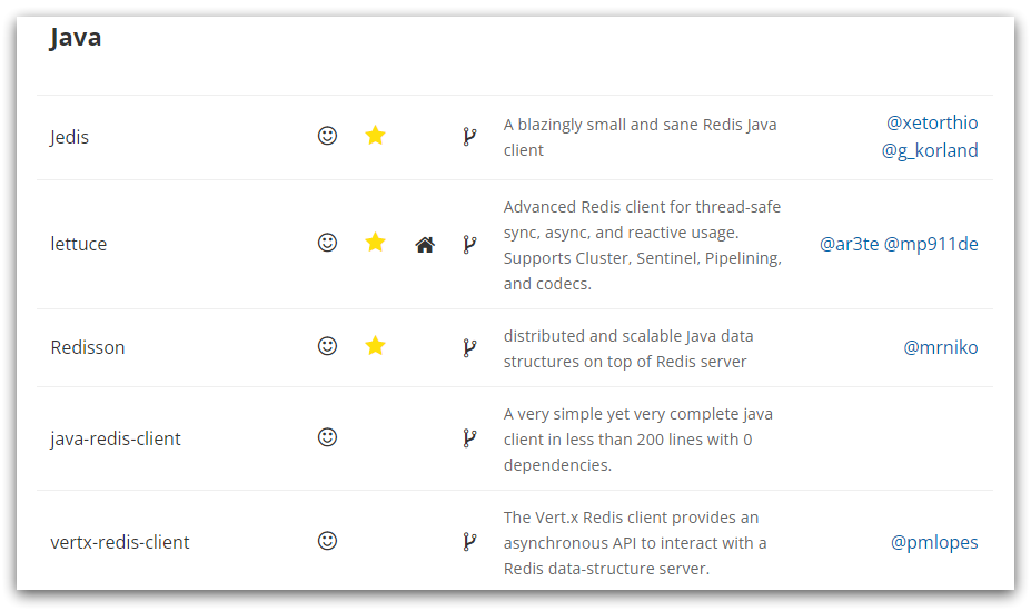 Java
Jedis
A blazingly small and sane Redis Java
client
@xetorthio
@g_korland
lettuce
Advanced Redis client for thread-safe
sync, async, and reactive usage.
Supports Cluster, Sentinel, Pipelining,
and codecs.
@ar3te @mp911de
Redisson
distributed and scalable Java data
structures on top of Redis server
@mrniko
java-redis-client
A very simple yet very complete java
client in less than 200 lines with 0
dependencies.
vertx-redis-client
The Vert.x Redis client provides an
asynchronous API to interact with a
Redis data-structure server.
@pmlopes